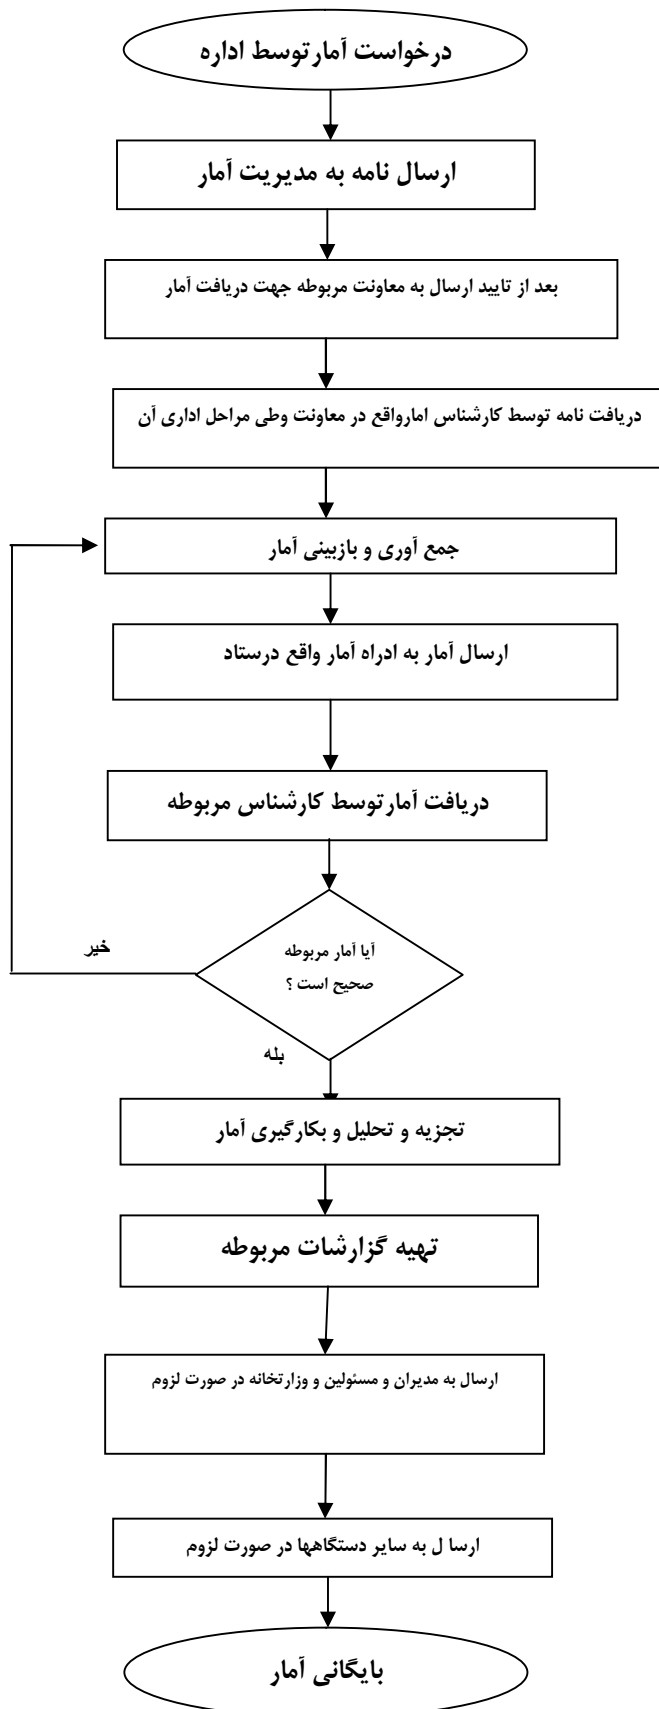 درخواست آمارتوسط اداره
ارسال نامه به مدیریت آمار
بعد از تایید ارسال به معاونت مربوطه جهت دریافت آمار
دریافت نامه توسط کارشناس امارواقع در معاونت وطی مراحل اداری آن
جمع آوری و بازبینی آمار
ارسال آمار به ادراه آمار واقع درستاد
دریافت آمارتوسط کارشناس مربوطه
آیا آمار مربوطه
صحیح است ؟
خیر
بله
تجزیه و تحلیل و بکارگیری آمار
تهیه گزارشات مربوطه
ارسال به مدیران و مسئولین و وزارتخانه در صورت لزوم
ارسا ل به سایر دستگاهها در صورت لزوم
بایگانی آمار